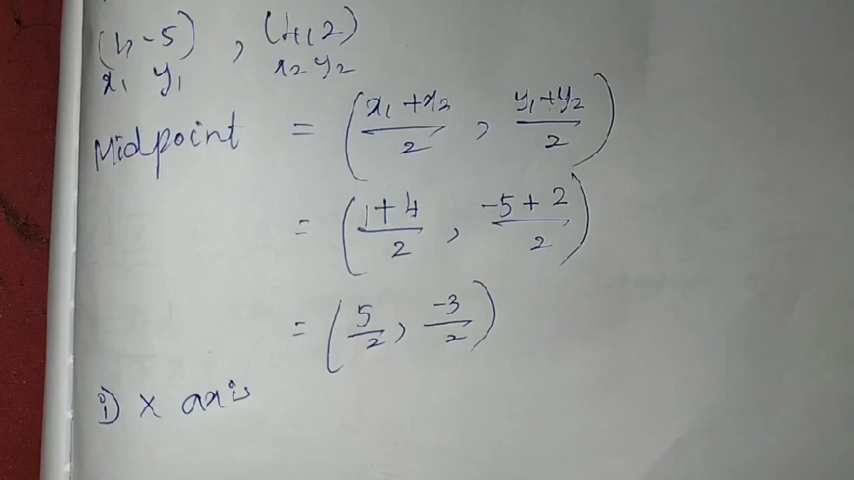 (1, -5) , (4, 2)
x₁ y₁ x₂ y₂
Midpoint = ( (x₁ + x₂)/2 , (y₁ + y₂)/2 )
= ( (1 + 4)/2 , (-5 + 2)/2 )
= ( 5/2 , -3/2 )
i) X axis